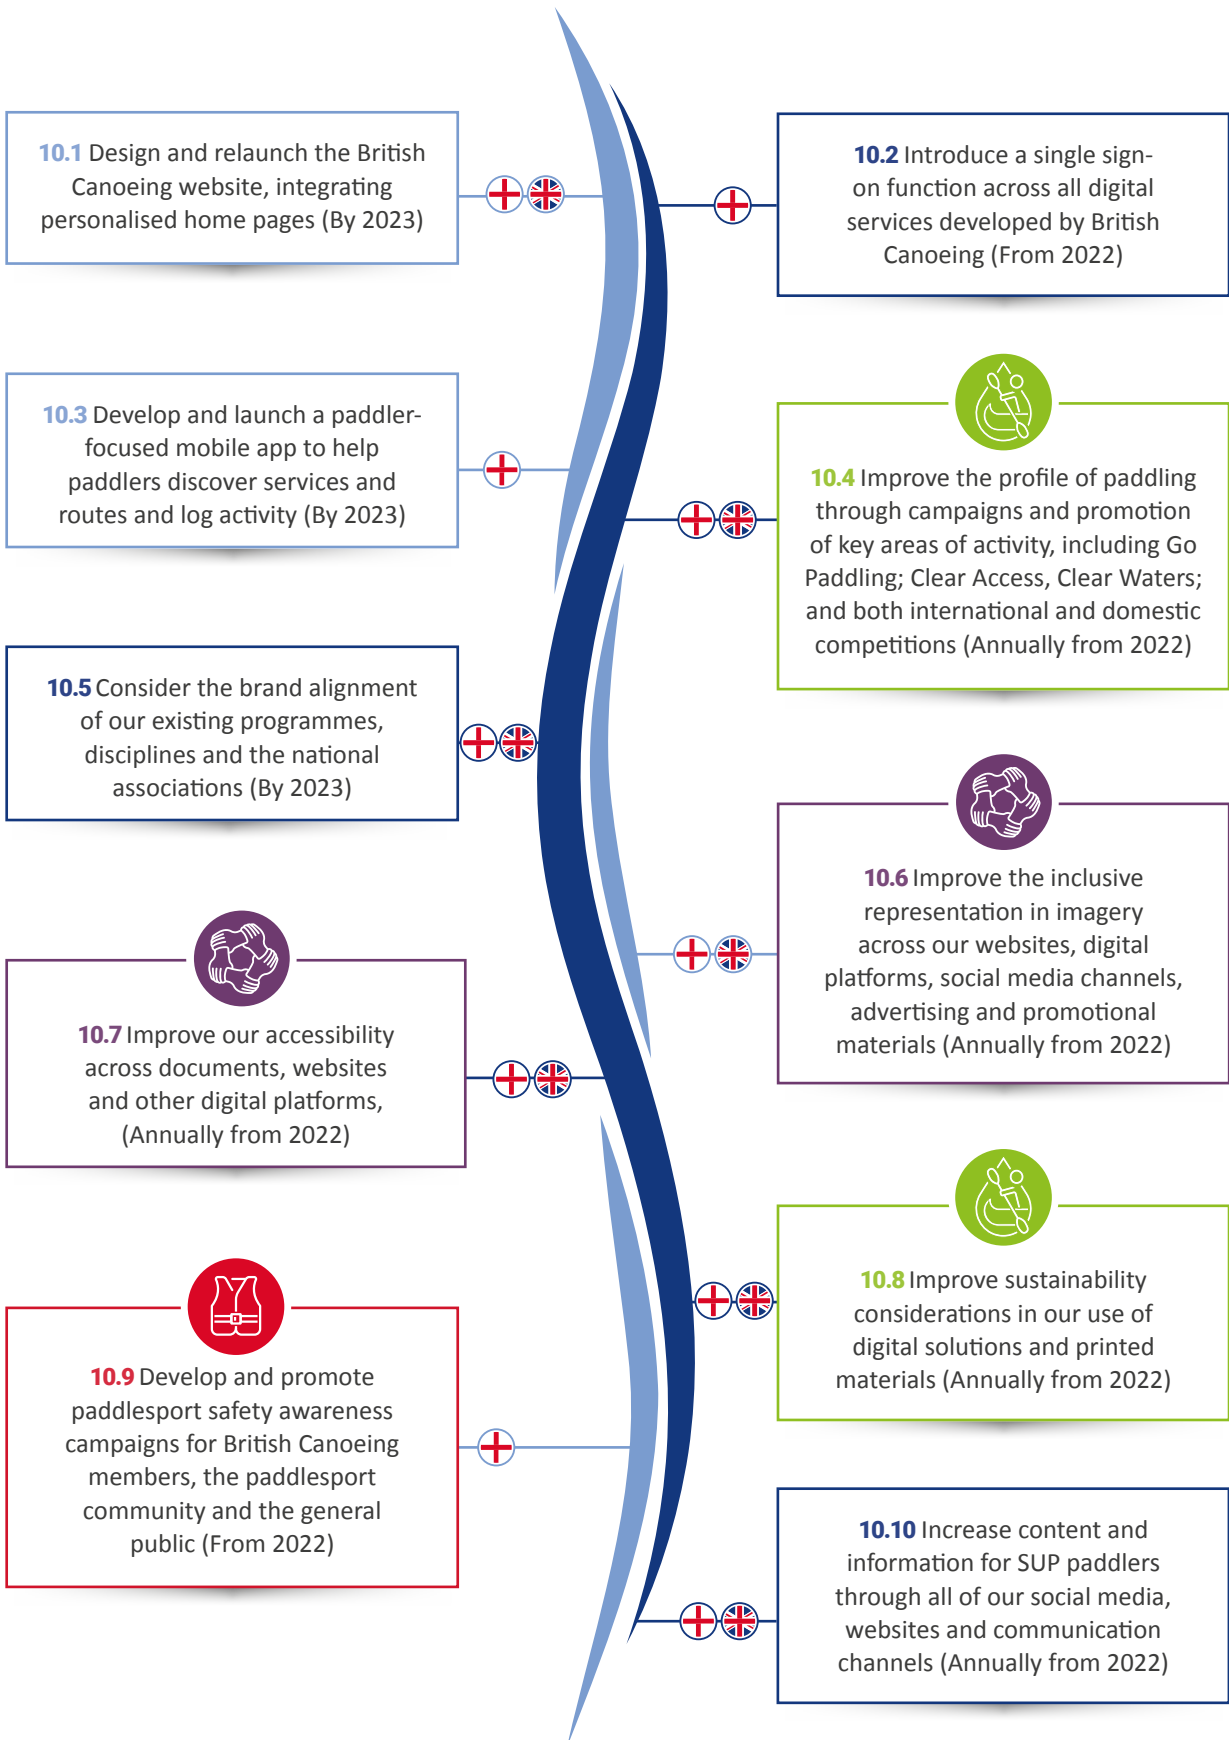 10.1 Design and relaunch the British
Canoeing website, integrating
personalised home pages (By 2023)
10.2 Introduce a single sign-
on function across all digital
services developed by British
Canoeing (From 2022)
10.3 Develop and launch a paddler-
focused mobile app to help
paddlers discover services and
routes and log activity (By 2023)
10.4 Improve the profile of paddling
through campaigns and promotion
of key areas of activity, including Go
Paddling; Clear Access, Clear Waters;
and both international and domestic
competitions (Annually from 2022)
10.5 Consider the brand alignment
of our existing programmes,
disciplines and the national
associations (By 2023)
10.6 Improve the inclusive
representation in imagery
across our websites, digital
platforms, social media channels,
advertising and promotional
materials (Annually from 2022)
10.7 Improve our accessibility
across documents, websites
and other digital platforms,
(Annually from 2022)
10.8 Improve sustainability
considerations in our use of
digital solutions and printed
materials (Annually from 2022)
10.9 Develop and promote
paddlesport safety awareness
campaigns for British Canoeing
members, the paddlesport
community and the general
public (From 2022)
10.10 Increase content and
information for SUP paddlers
through all of our social media,
websites and communication
channels (Annually from 2022)